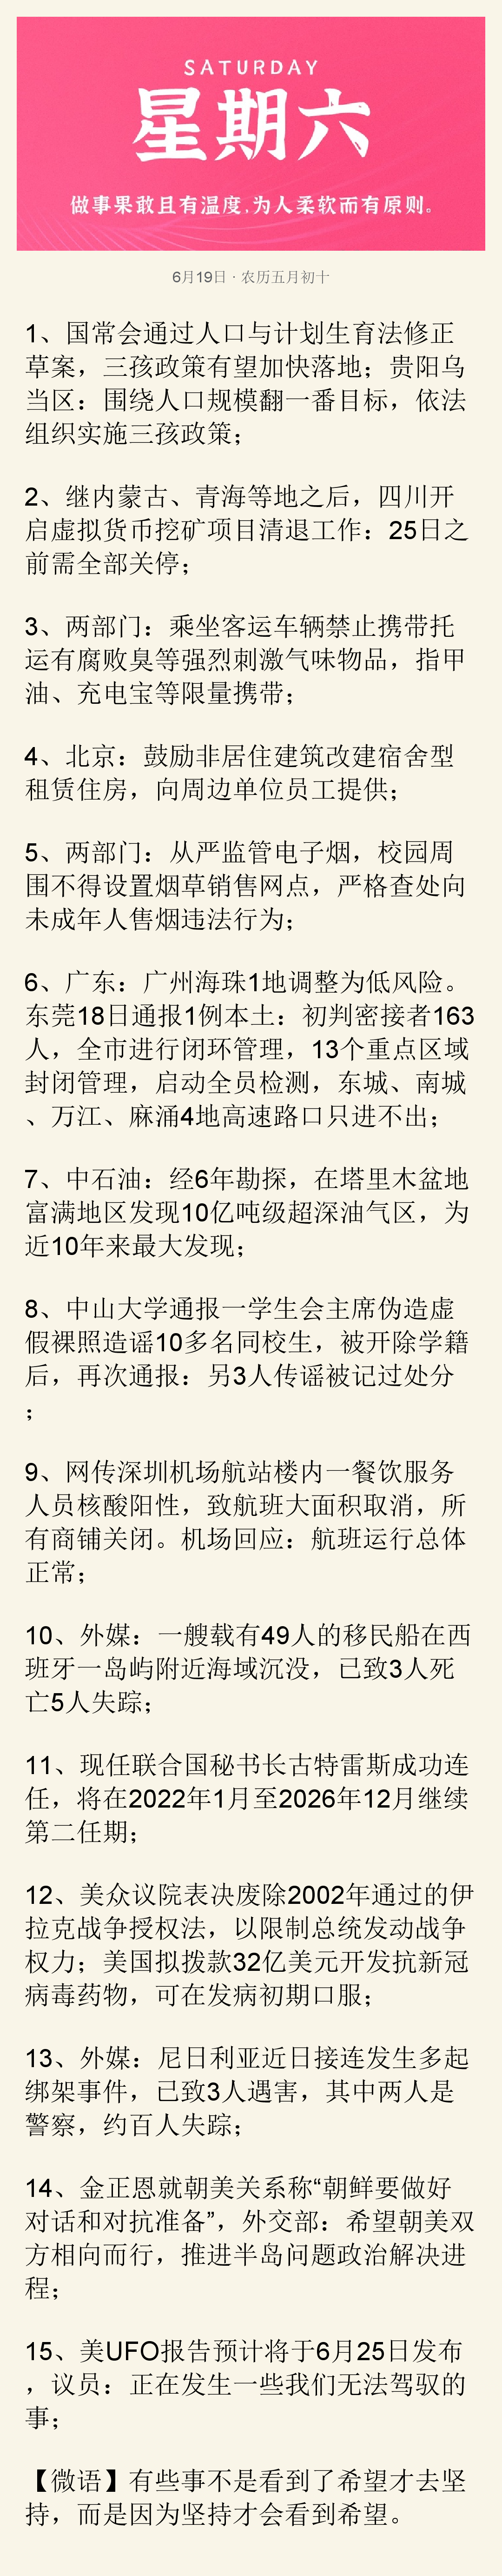 SATURDAY
星期六
做事果敢且有温度,为人柔软而有原则。
6月19日 · 农历五月初十
1、国常会通过人口与计划生育法修正
草案，三孩政策有望加快落地；贵阳乌
当区：围绕人口规模翻一番目标，依法
组织实施三孩政策；
2、继内蒙古、青海等地之后，四川开
启虚拟货币挖矿项目清退工作：25日之
前需全部关停；
3、两部门：乘坐客运车辆禁止携带托
运有腐败臭等强烈刺激气味物品，指甲
油、充电宝等限量携带；
4、北京：鼓励非居住建筑改建宿舍型
租赁住房，向周边单位员工提供；
5、两部门：从严监管电子烟，校园周
围不得设置烟草销售网点，严格查处向
未成年人售烟违法行为；
6、广东：广州海珠1地调整为低风险。
东莞18日通报1例本土：初判密接者163
人，全市进行闭环管理，13个重点区域
封闭管理，启动全员检测，东城、南城
、万江、麻涌4地高速路口只进不出；
7、中石油：经6年勘探，在塔里木盆地
富满地区发现10亿吨级超深油气区，为
近10年来最大发现；
8、中山大学通报一学生会主席伪造虚
假裸照造谣10多名同校生，被开除学籍
后，再次通报：另3人传谣被记过处分
；
9、网传深圳机场航站楼内一餐饮服务
人员核酸阳性，致航班大面积取消，所
有商铺关闭。机场回应：航班运行总体
正常；
10、外媒：一艘载有49人的移民船在西
班牙一岛屿附近海域沉没，已致3人死
亡5人失踪；
11、现任联合国秘书长古特雷斯成功连
任，将在2022年1月至2026年12月继续
第二任期；
12、美众议院表决废除2002年通过的伊
拉克战争授权法，以限制总统发动战争
权力；美国拟拨款32亿美元开发抗新冠
病毒药物，可在发病初期口服；
13、外媒：尼日利亚近日接连发生多起
绑架事件，已致3人遇害，其中两人是
警察，约百人失踪；
14、金正恩就朝美关系称“朝鲜要做好
对话和对抗准备”，外交部：希望朝美双
方相向而行，推进半岛问题政治解决进
程；
15、美UFO报告预计将于6月25日发布
，议员：正在发生一些我们无法驾驭的
事；
【微语】有些事不是看到了希望才去坚
持，而是因为坚持才会看到希望。